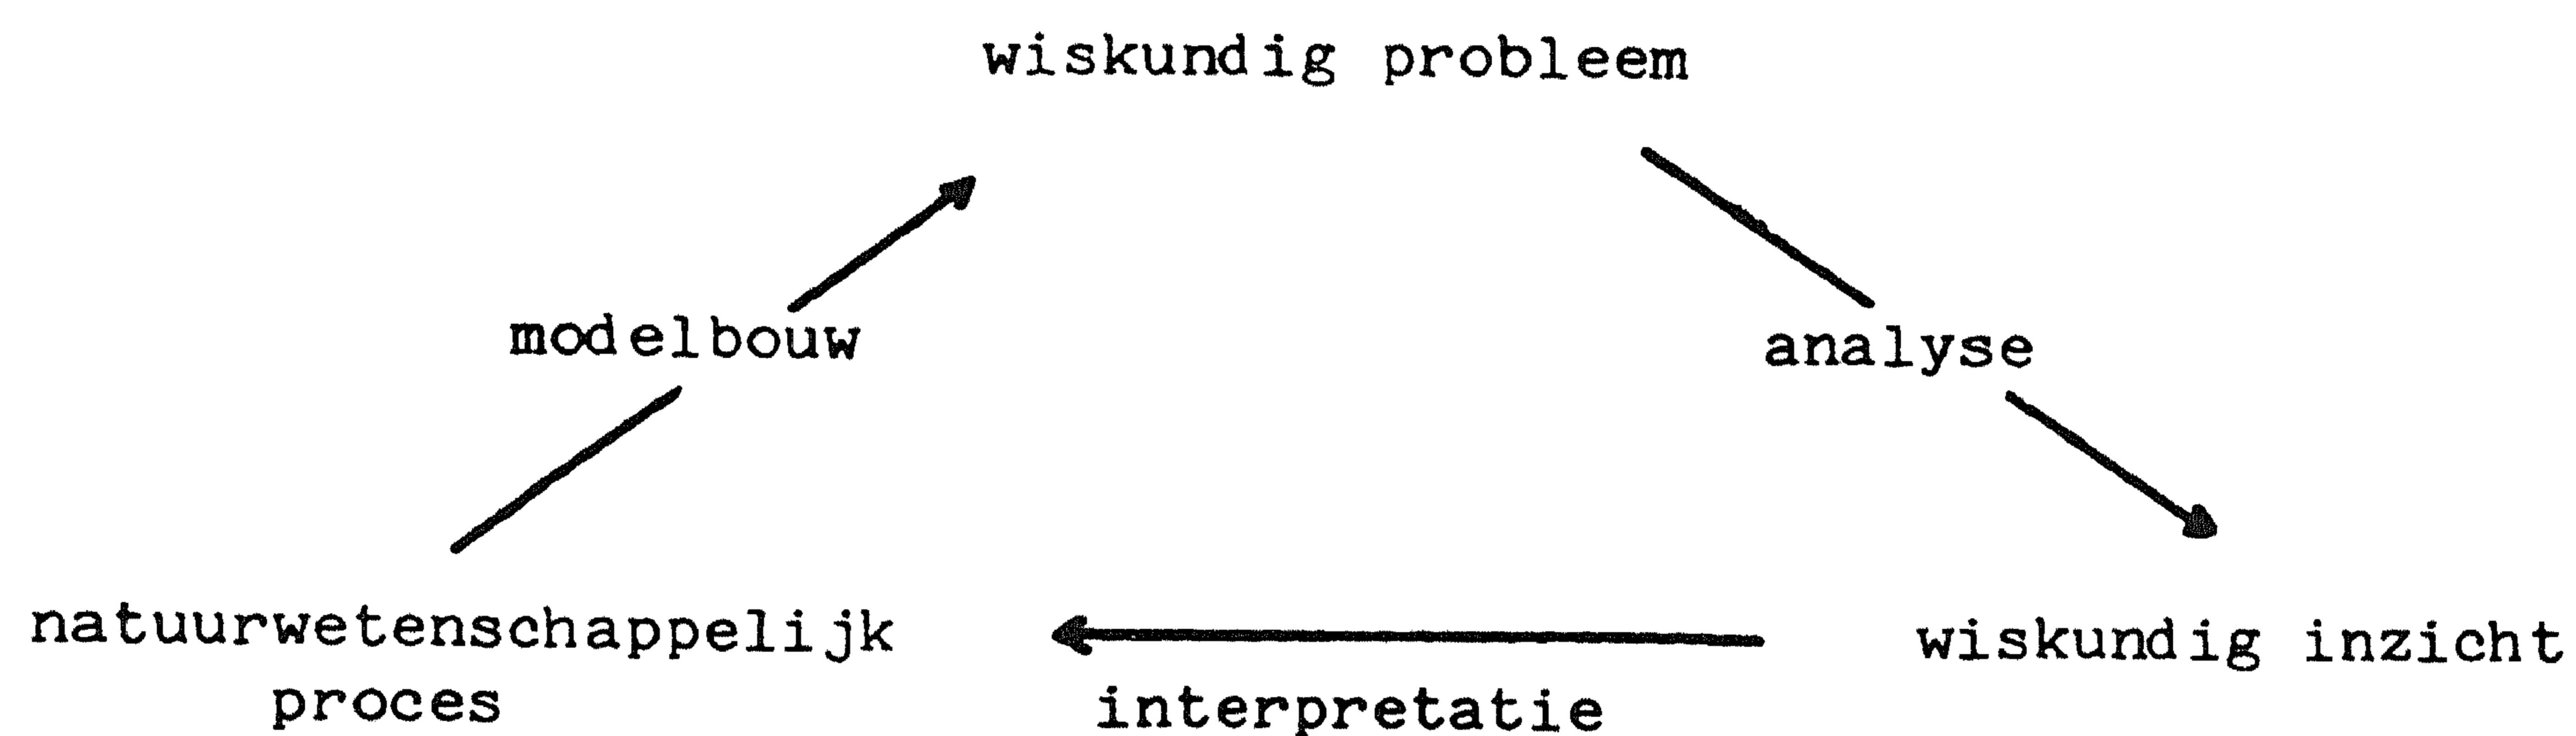 wiskundig probleem
modelbouw
analyse
natuurwetenschappelijk
proces
wiskundig inzicht
interpretatie